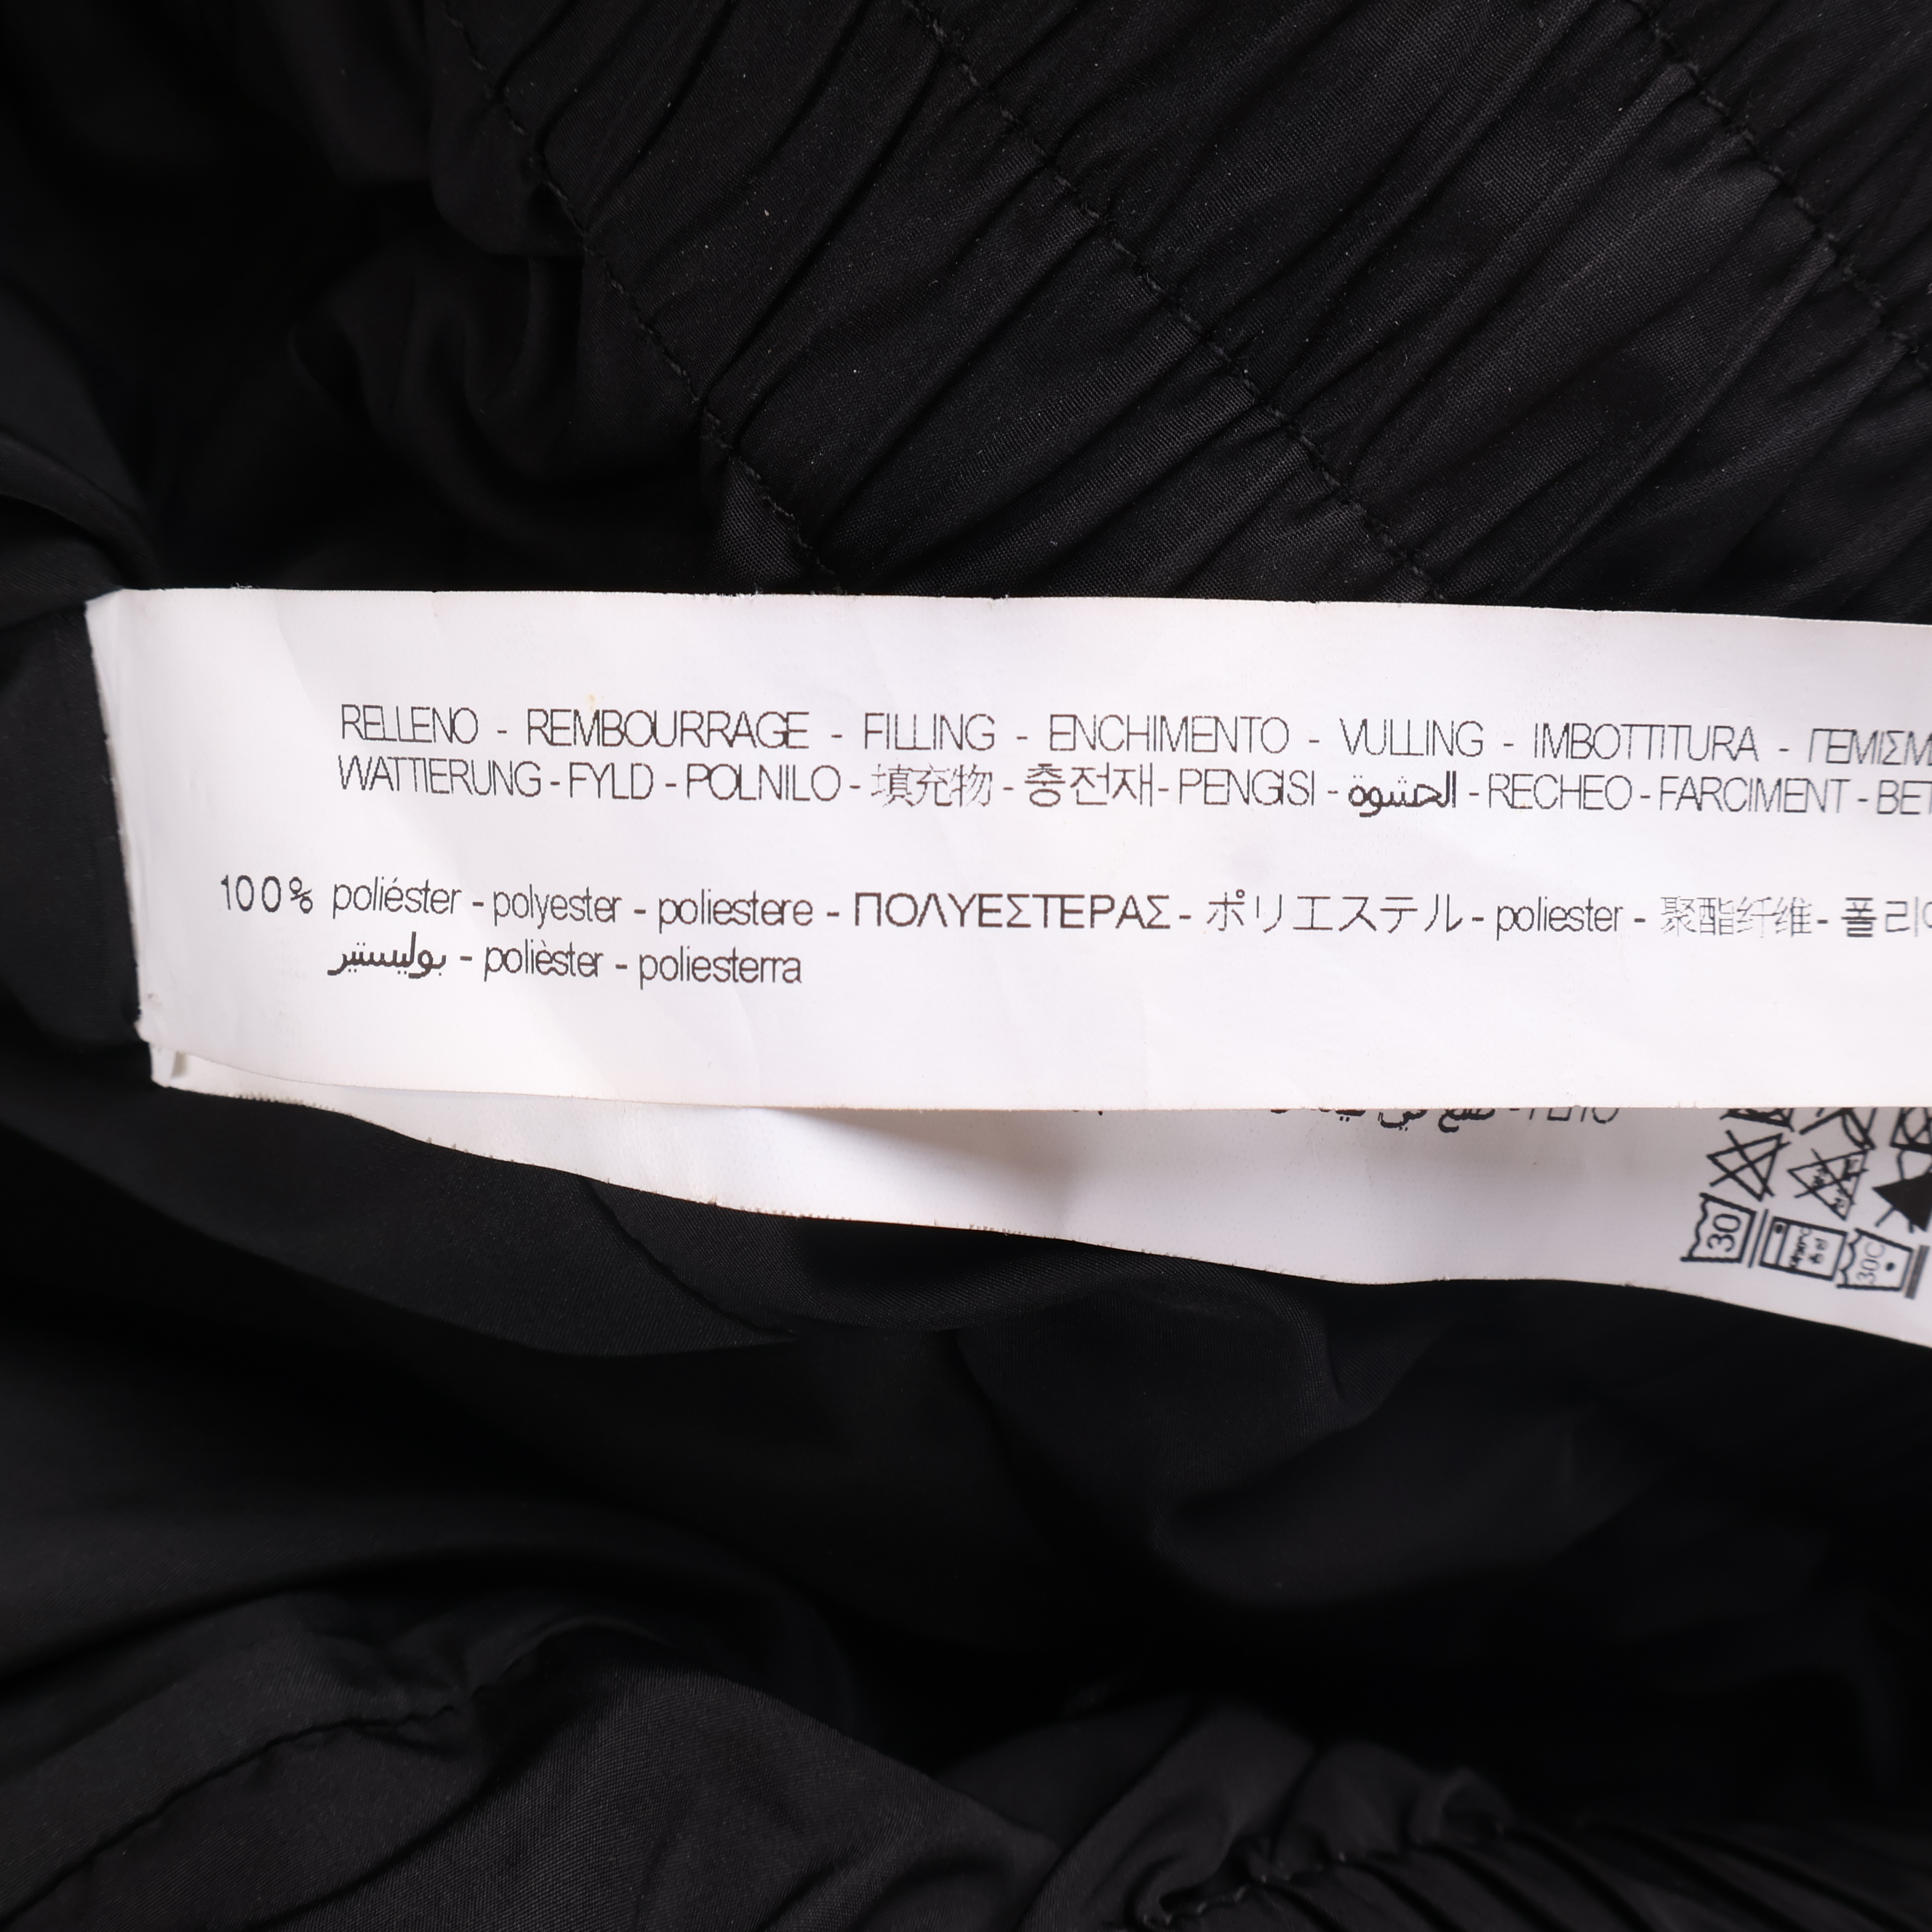 RELLENO - REMBOURRAGE - FILLING - ENCHIMENTO - VULLING - IMBOTTITURA - ΓΕΜΙΣΜ
WATTIERUNG - FYLD - POLNILO - 填充物 - 충전재 - PENGISI - الحشوة - RECHEO - FARCIMENT - BET
100% poliéster - polyester - poliestere - ΠΟΛΥΕΣΤΕΡΑΣ - ポリエステル - poliester - 聚酯纤维 - 폴리
بوليستير - polièster - poliesterra
30
30C